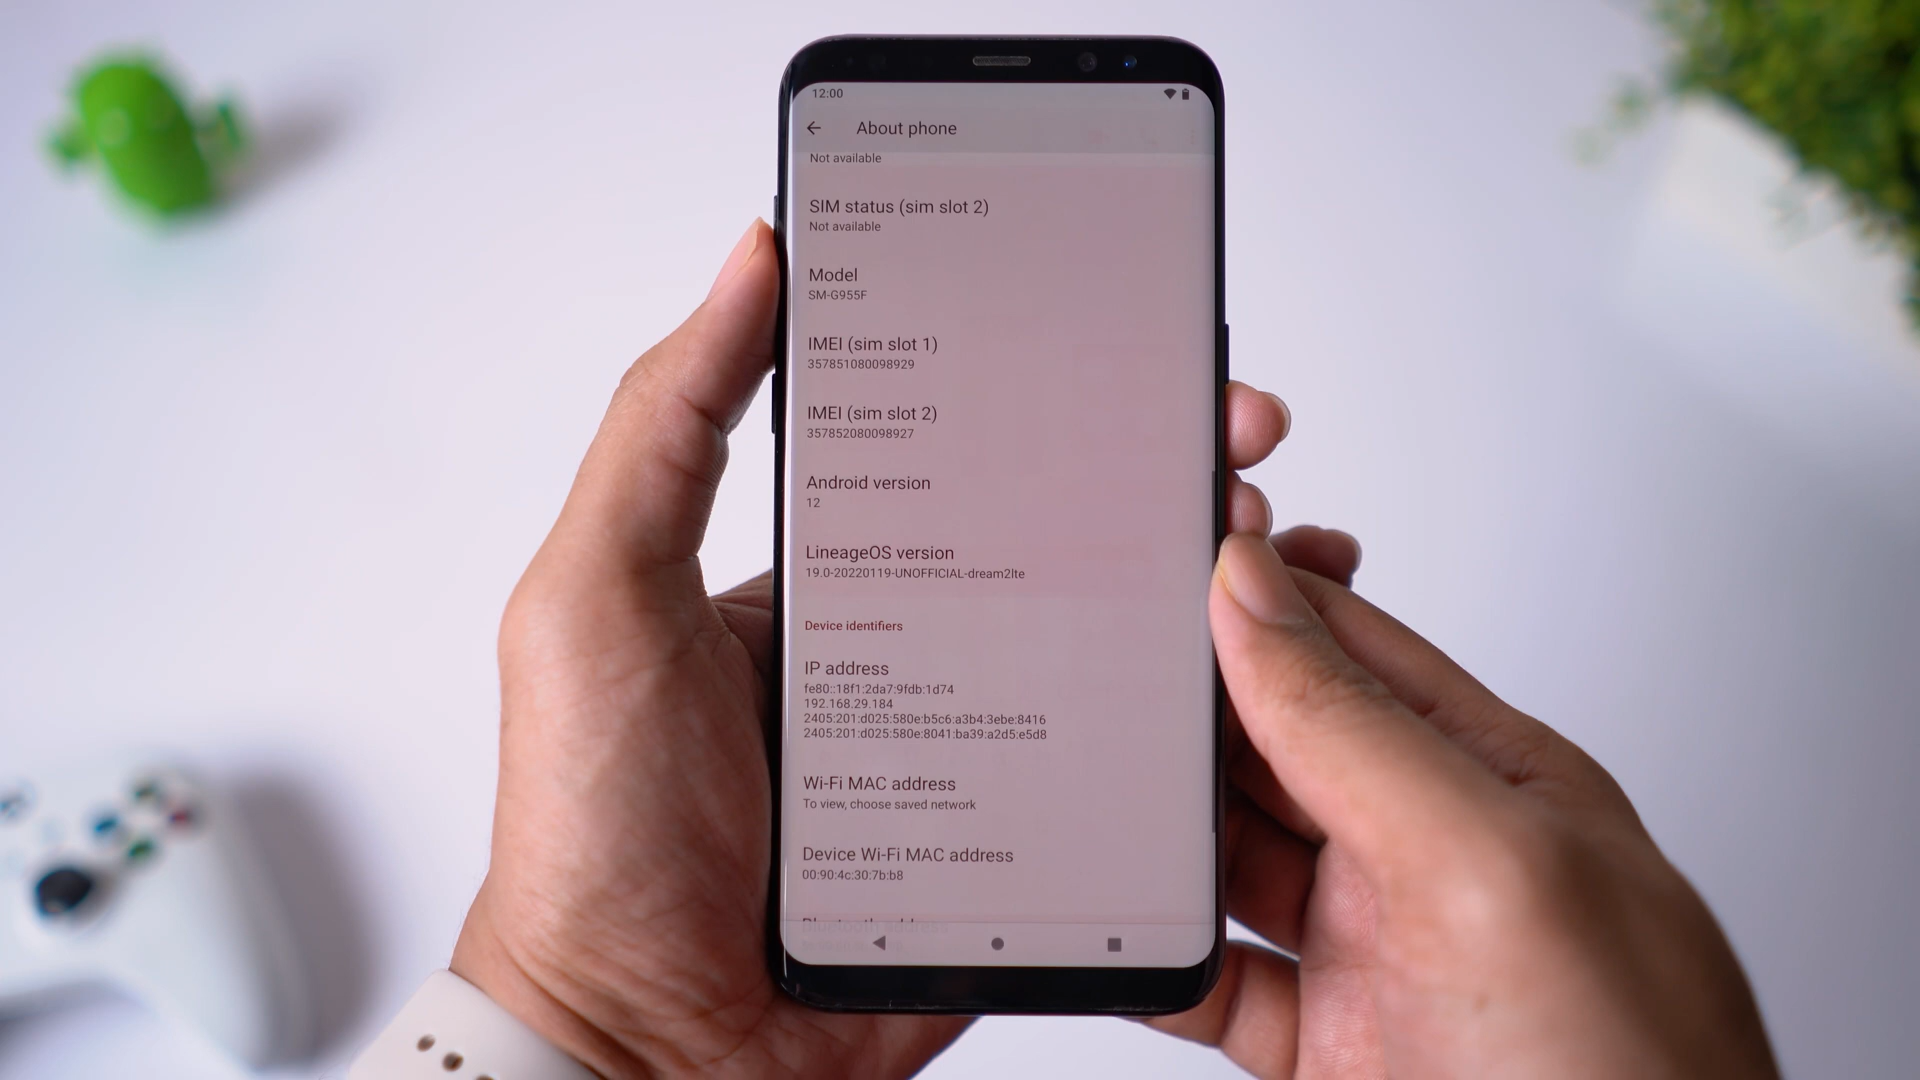 12:00
About phone
Not available
SIM status (sim slot 2)
Not available
Model
SM-G955F
IMEI (sim slot 1)
357851080098929
IMEI (sim slot 2)
357852080098927
Android version
12
LineageOS version
19.0-20220119-UNOFFICIAL-dream2lte
Device identifiers
IP address
fe80::18f1:2da7:9fdb:1d74
192.168.29.184
2405:201:d025:580e:b5c6:a3b4:3ebe:8416
2405:201:d025:580e:8041:ba39:a2d5:e5d8
Wi-Fi MAC address
To view, choose saved network
Device Wi-Fi MAC address
00:90:4c:30:7b:b8
Bluetooth address